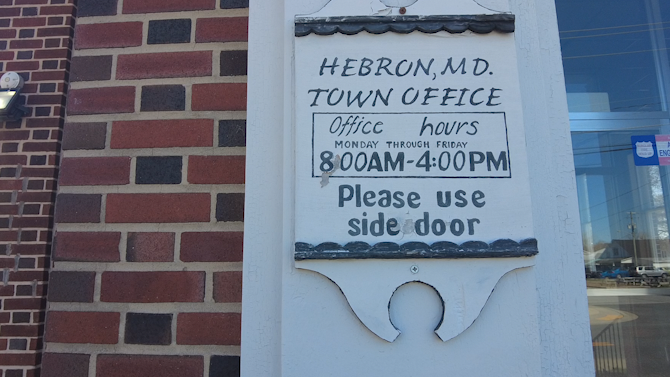 HEBRON, MD.
TOWN OFFICE
Office hours
MONDAY THROUGH FRIDAY
8:00AM-4:00PM
Please use
side door